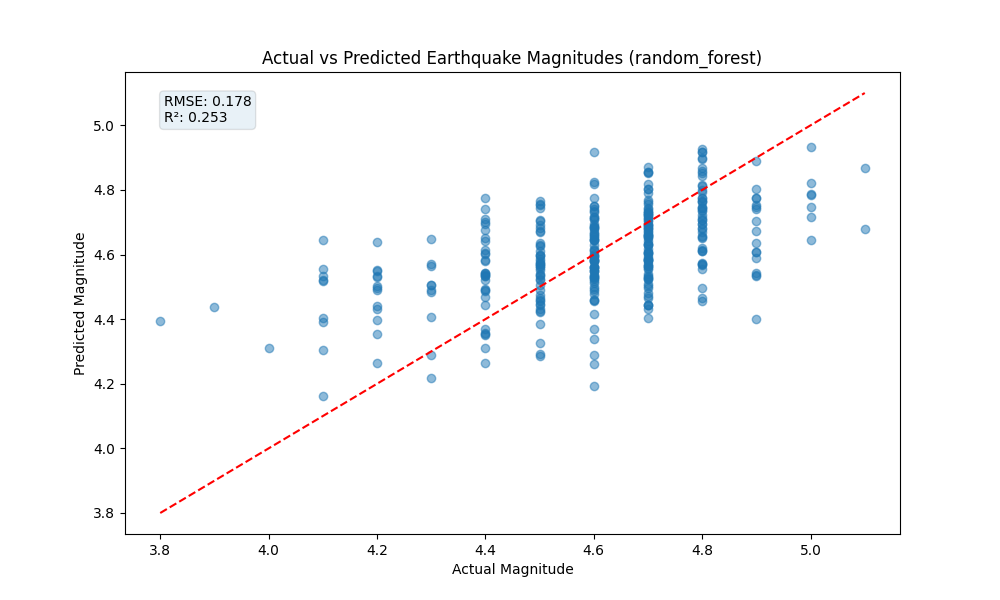 Actual vs Predicted Earthquake Magnitudes (random_forest)
RMSE: 0.178
R²: 0.253
Predicted Magnitude
5.0
4.8
4.6
4.4
4.2
4.0
3.8
3.8 4.0 4.2 4.4 4.6 4.8 5.0
Actual Magnitude